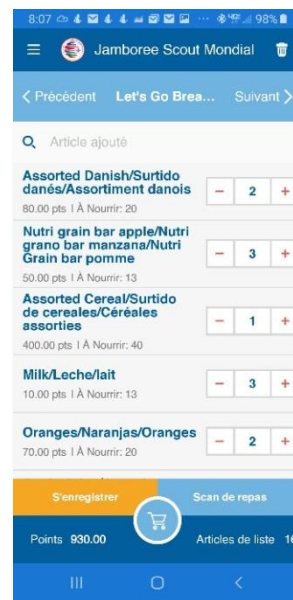 8:07 98%
Jamboree Scout Mondial
Précédent Let's Go Brea... Suivant
Article ajouté
Assorted Danish/Surtido
danés/Assortiment danois
80.00 pts | À Nourrir: 20
- 2 +
Nutri grain bar apple/Nutri
grano bar manzana/Nutri
Grain bar pomme
50.00 pts | À Nourrir: 13
- 3 +
Assorted Cereal/Surtido
de cereales/Céréales
assorties
400.00 pts | À Nourrir: 40
- 1 +
Milk/Leche/lait
10.00 pts | À Nourrir: 13
- 3 +
Oranges/Naranjas/Oranges
70.00 pts | À Nourrir: 20
- 2 +
S'enregistrer Scan de repas
Points 930.00 Articles de liste